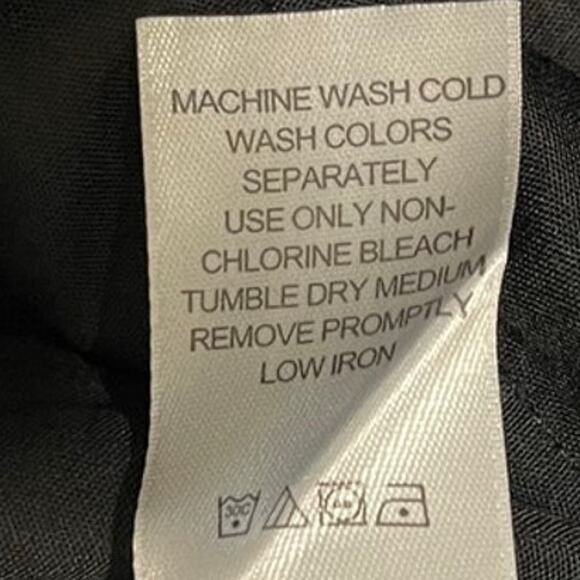 MACHINE WASH COLD
WASH COLORS
SEPARATELY
USE ONLY NON-
CHLORINE BLEACH
TUMBLE DRY MEDIUM
REMOVE PROMPTLY
LOW IRON
30C